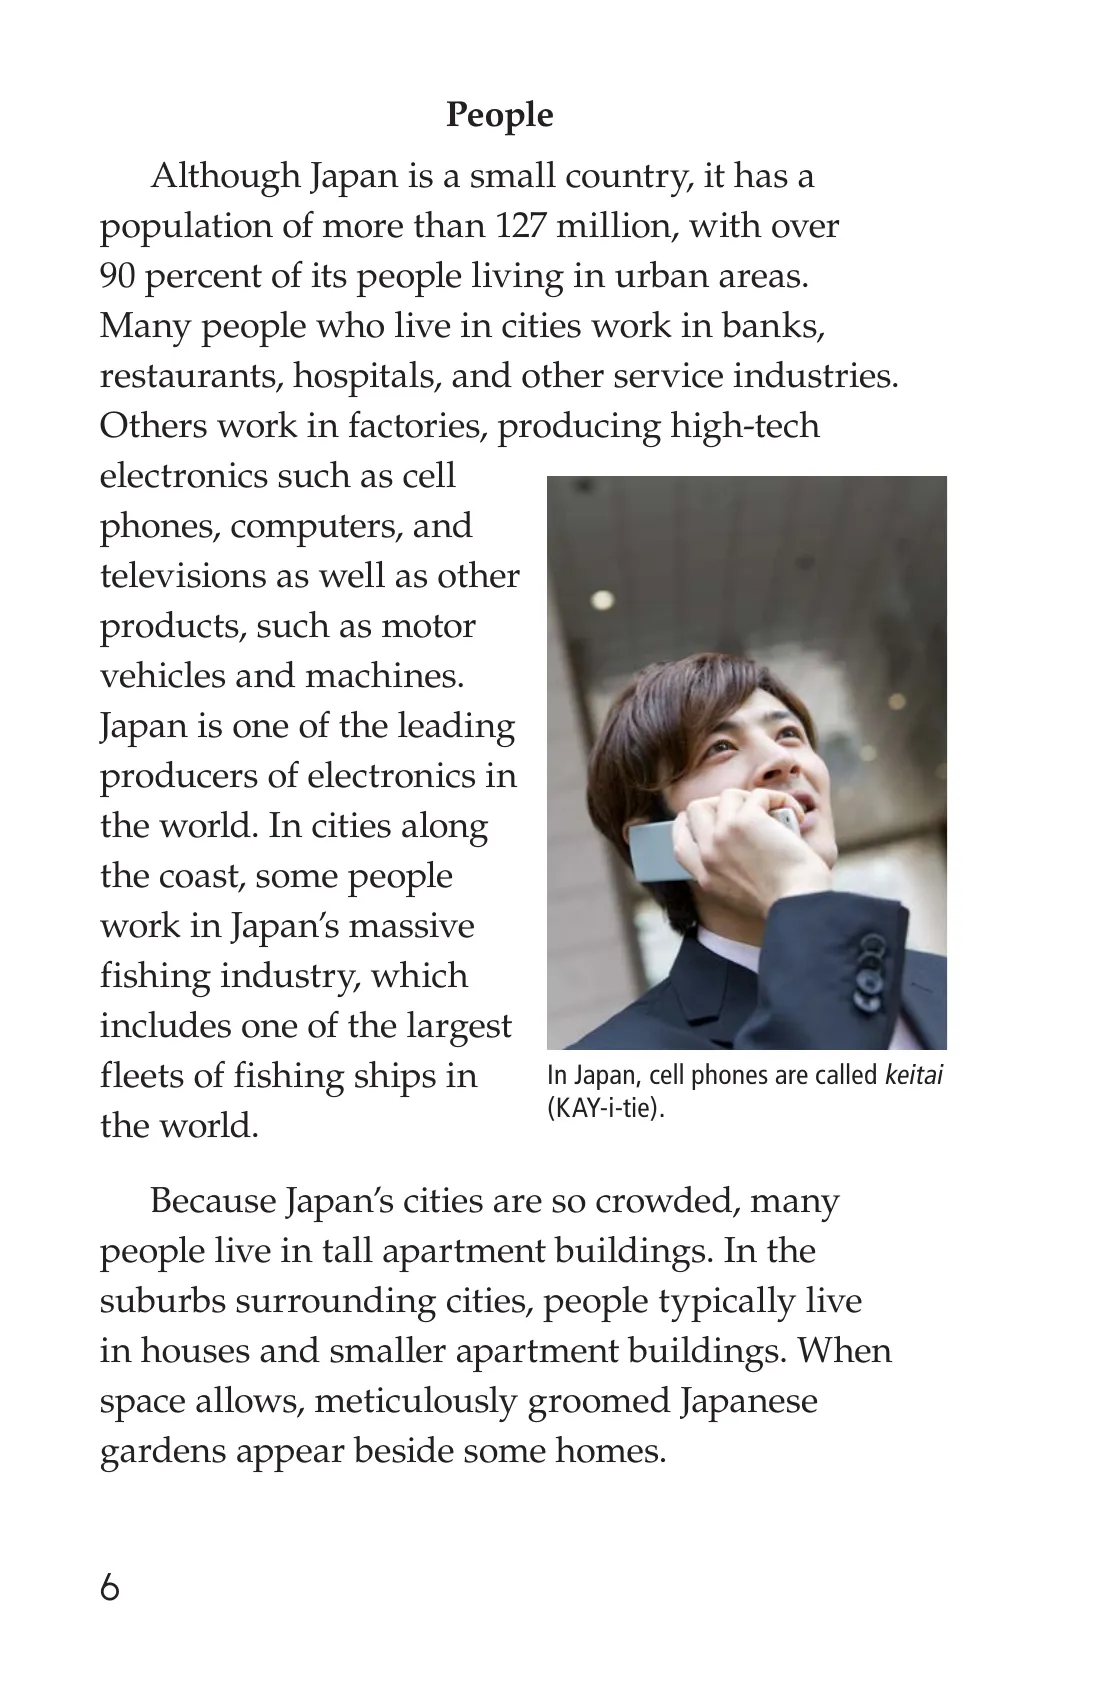 People
Although Japan is a small country, it has a
population of more than 127 million, with over
90 percent of its people living in urban areas.
Many people who live in cities work in banks,
restaurants, hospitals, and other service industries.
Others work in factories, producing high-tech
electronics such as cell
phones, computers, and
televisions as well as other
products, such as motor
vehicles and machines.
Japan is one of the leading
producers of electronics in
the world. In cities along
the coast, some people
work in Japan’s massive
fishing industry, which
includes one of the largest
fleets of fishing ships in
the world.
In Japan, cell phones are called keitai
(KAY-i-tie).
Because Japan’s cities are so crowded, many
people live in tall apartment buildings. In the
suburbs surrounding cities, people typically live
in houses and smaller apartment buildings. When
space allows, meticulously groomed Japanese
gardens appear beside some homes.
6